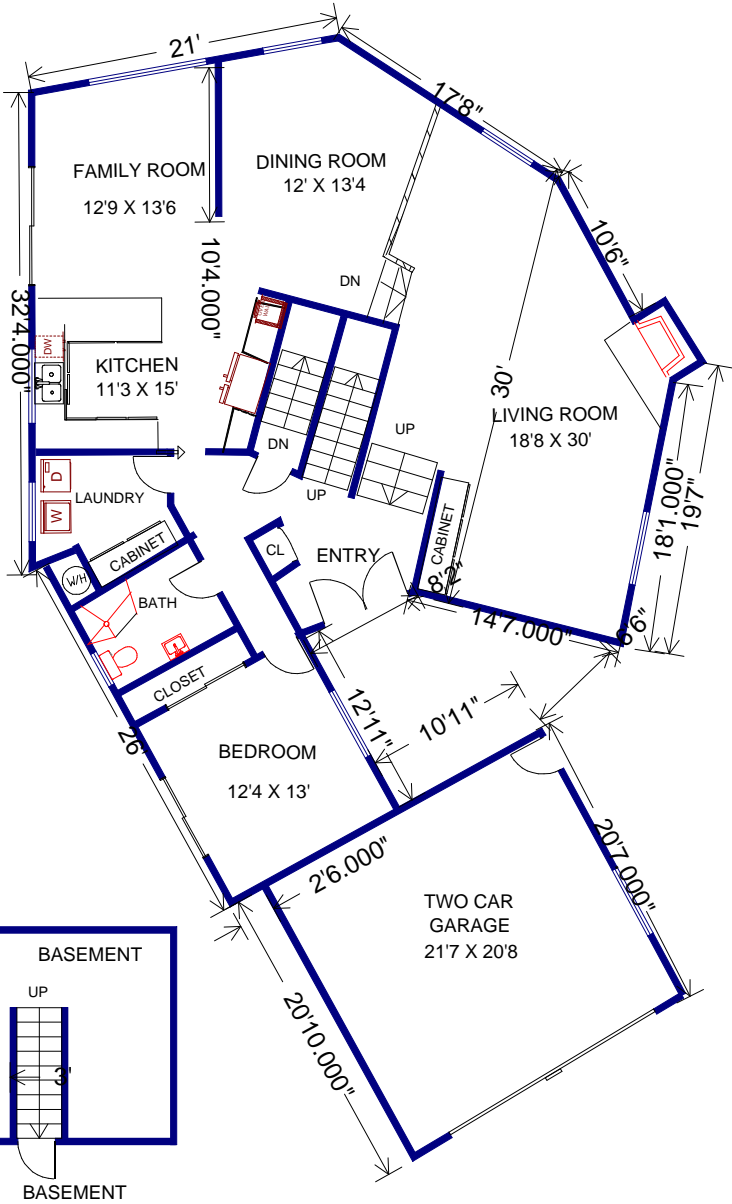 21'
17'8"
FAMILY ROOM
12'9 X 13'6
DINING ROOM
12' X 13'4
10'6"
10'4.000"
32'4.000"
DN
DW
KITCHEN
11'3 X 15'
30'
LIVING ROOM
18'8 X 30'
UP
DN
UP
D
W
LAUNDRY
CABINET
W/H
BATH
CL
ENTRY
CABINET
18'1.000"
19'7"
8'2"
14'7.000"
6'6"
CLOSET
12'11"
10'11"
26'
BEDROOM
12'4 X 13'
2'6.000"
20'7.000"
TWO CAR
GARAGE
21'7 X 20'8
20'10.000"
BASEMENT
UP
3'
BASEMENT